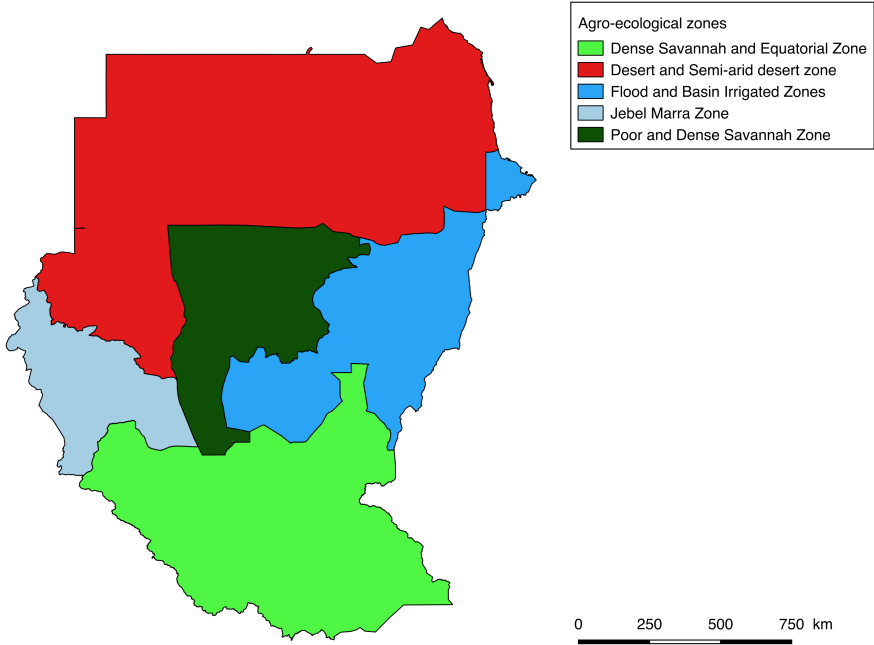 Agro-ecological zones
Dense Savannah and Equatorial Zone
Desert and Semi-arid desert zone
Flood and Basin Irrigated Zones
Jebel Marra Zone
Poor and Dense Savannah Zone
0 250 500 750 km